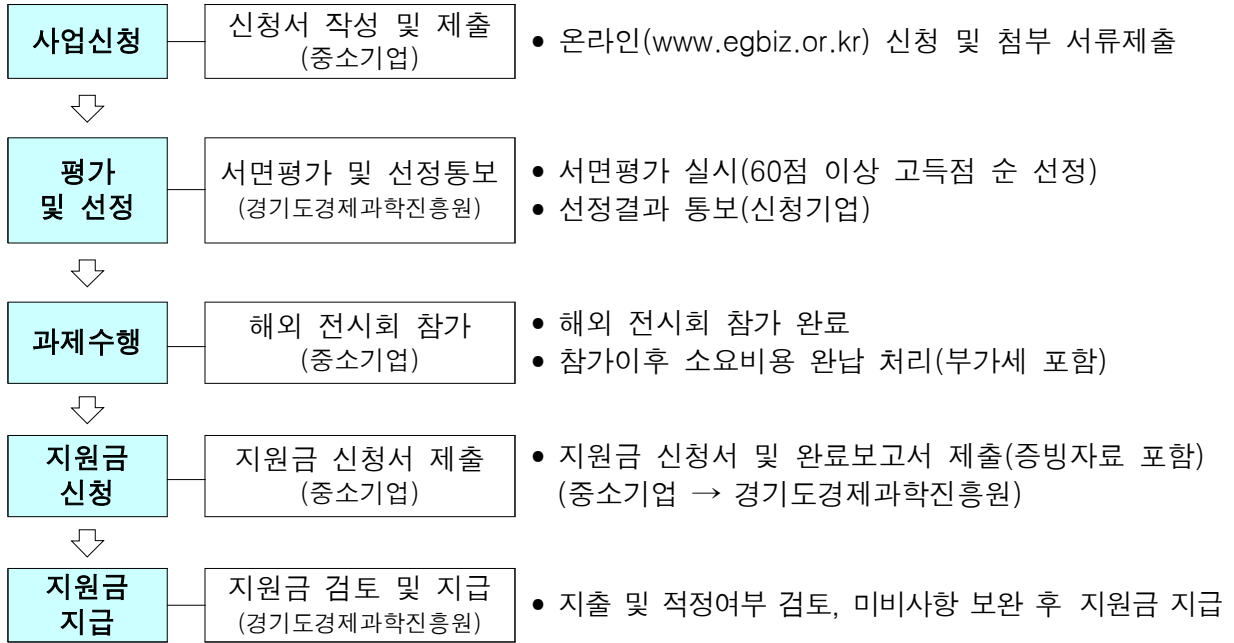 사업신청
신청서 작성 및 제출
(중소기업)
• 온라인(www.egbiz.or.kr) 신청 및 첨부 서류제출
평가
및 선정
서면평가 및 선정통보
(경기도경제과학진흥원)
• 서면평가 실시(60점 이상 고득점 순 선정)
• 선정결과 통보(신청기업)
과제수행
해외 전시회 참가
(중소기업)
• 해외 전시회 참가 완료
• 참가이후 소요비용 완납 처리(부가세 포함)
지원금
신청
지원금 신청서 제출
(중소기업)
• 지원금 신청서 및 완료보고서 제출(증빙자료 포함)
(중소기업 → 경기도경제과학진흥원)
지원금
지급
지원금 검토 및 지급
(경기도경제과학진흥원)
• 지출 및 적정여부 검토, 미비사항 보완 후 지원금 지급